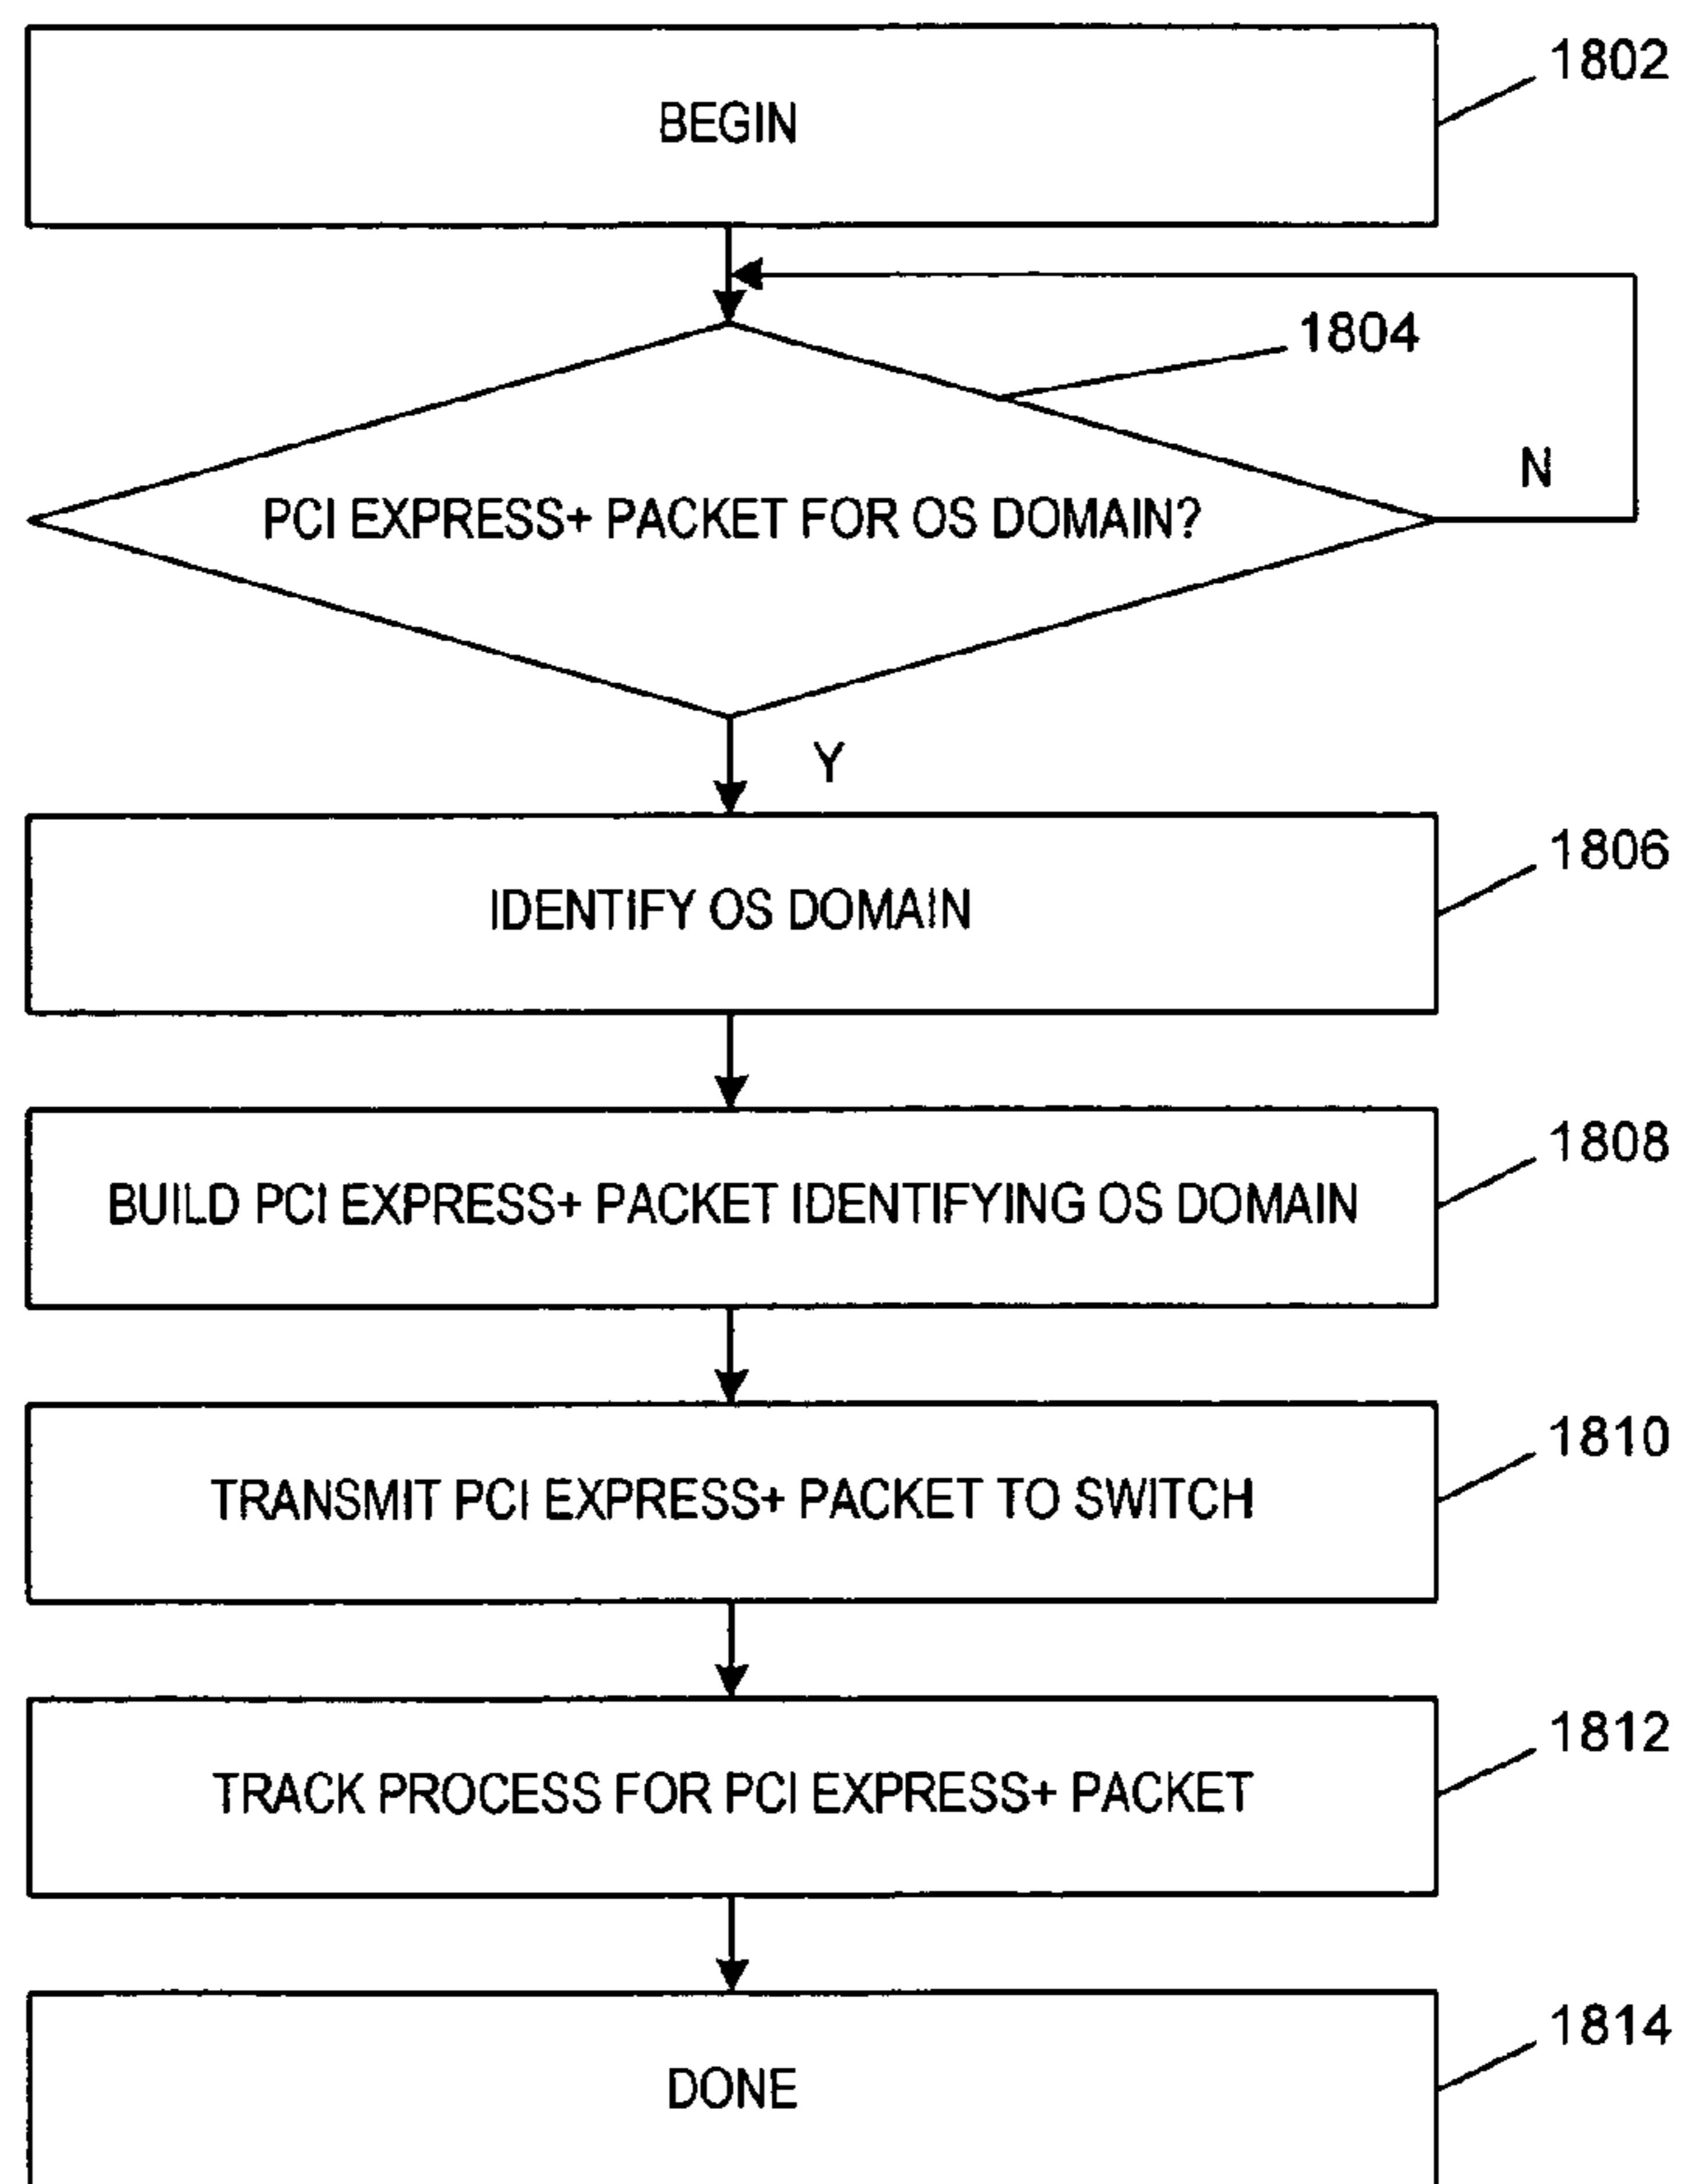 1802
BEGIN
1804
N
PCI EXPRESS+ PACKET FOR OS DOMAIN?
Y
1806
IDENTIFY OS DOMAIN
1808
BUILD PCI EXPRESS+ PACKET IDENTIFYING OS DOMAIN
1810
TRANSMIT PCI EXPRESS+ PACKET TO SWITCH
1812
TRACK PROCESS FOR PCI EXPRESS+ PACKET
1814
DONE